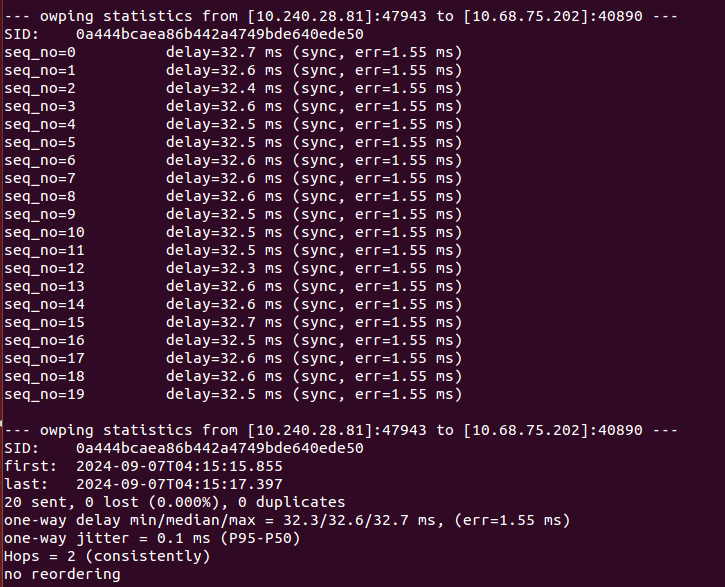 --- owping statistics from [10.240.28.81]:47943 to [10.68.75.202]:40890 ---
SID:    0a444bcaea86b442a4749bde640ede50
seq_no=0          delay=32.7 ms (sync, err=1.55 ms)
seq_no=1          delay=32.6 ms (sync, err=1.55 ms)
seq_no=2          delay=32.4 ms (sync, err=1.55 ms)
seq_no=3          delay=32.6 ms (sync, err=1.55 ms)
seq_no=4          delay=32.5 ms (sync, err=1.55 ms)
seq_no=5          delay=32.5 ms (sync, err=1.55 ms)
seq_no=6          delay=32.6 ms (sync, err=1.55 ms)
seq_no=7          delay=32.6 ms (sync, err=1.55 ms)
seq_no=8          delay=32.6 ms (sync, err=1.55 ms)
seq_no=9          delay=32.5 ms (sync, err=1.55 ms)
seq_no=10         delay=32.5 ms (sync, err=1.55 ms)
seq_no=11         delay=32.5 ms (sync, err=1.55 ms)
seq_no=12         delay=32.3 ms (sync, err=1.55 ms)
seq_no=13         delay=32.6 ms (sync, err=1.55 ms)
seq_no=14         delay=32.6 ms (sync, err=1.55 ms)
seq_no=15         delay=32.7 ms (sync, err=1.55 ms)
seq_no=16         delay=32.5 ms (sync, err=1.55 ms)
seq_no=17         delay=32.6 ms (sync, err=1.55 ms)
seq_no=18         delay=32.6 ms (sync, err=1.55 ms)
seq_no=19         delay=32.5 ms (sync, err=1.55 ms)
--- owping statistics from [10.240.28.81]:47943 to [10.68.75.202]:40890 ---
SID:    0a444bcaea86b442a4749bde640ede50
first:  2024-09-07T04:15:15.855
last:   2024-09-07T04:15:17.397
20 sent, 0 lost (0.000%), 0 duplicates
one-way delay min/median/max = 32.3/32.6/32.7 ms, (err=1.55 ms)
one-way jitter = 0.1 ms (P95-P50)
Hops = 2 (consistently)
no reordering